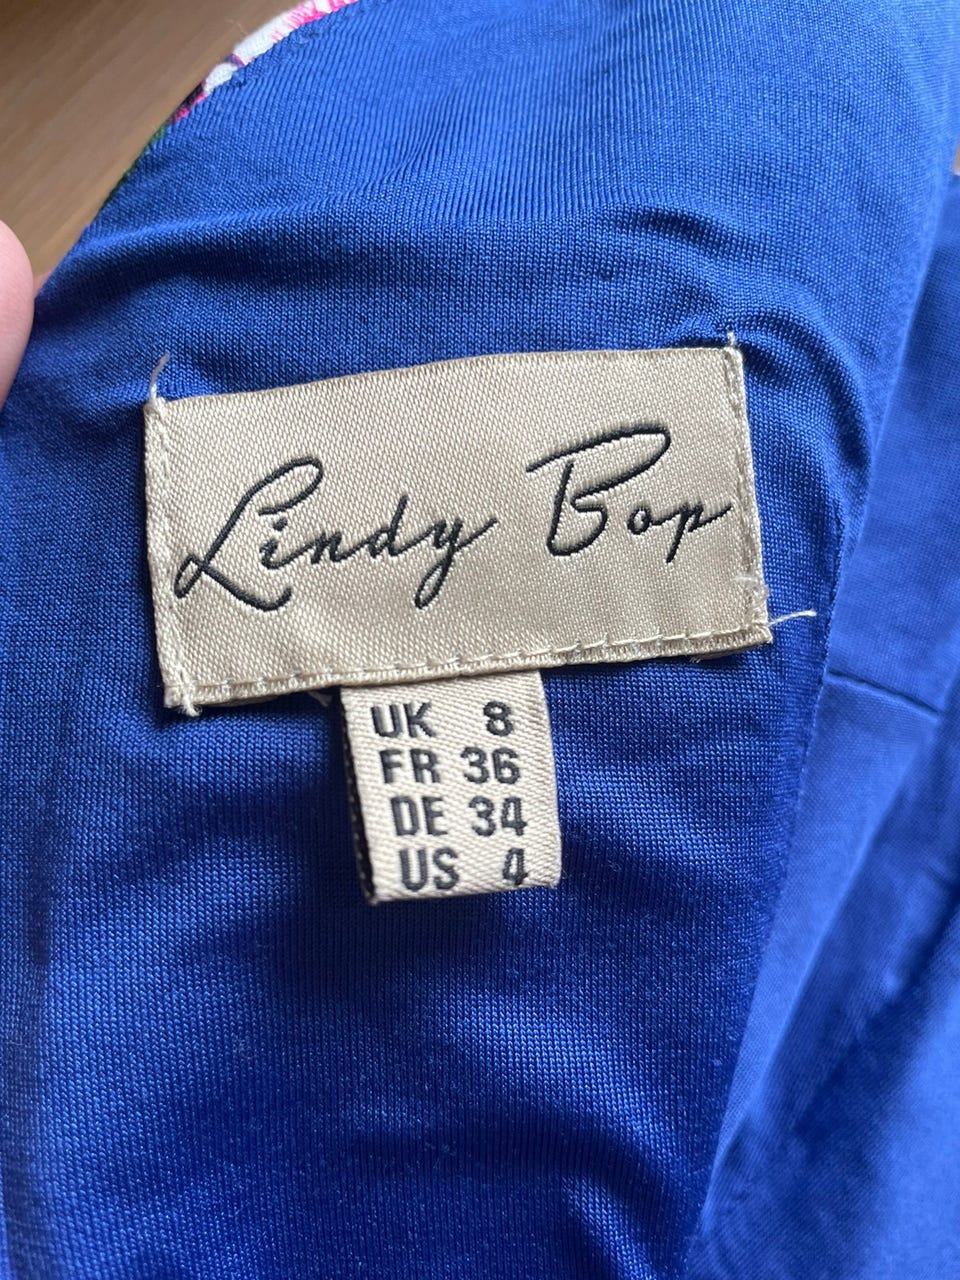 Lindy Bop
UK 8
FR 36
DE 34
US 4